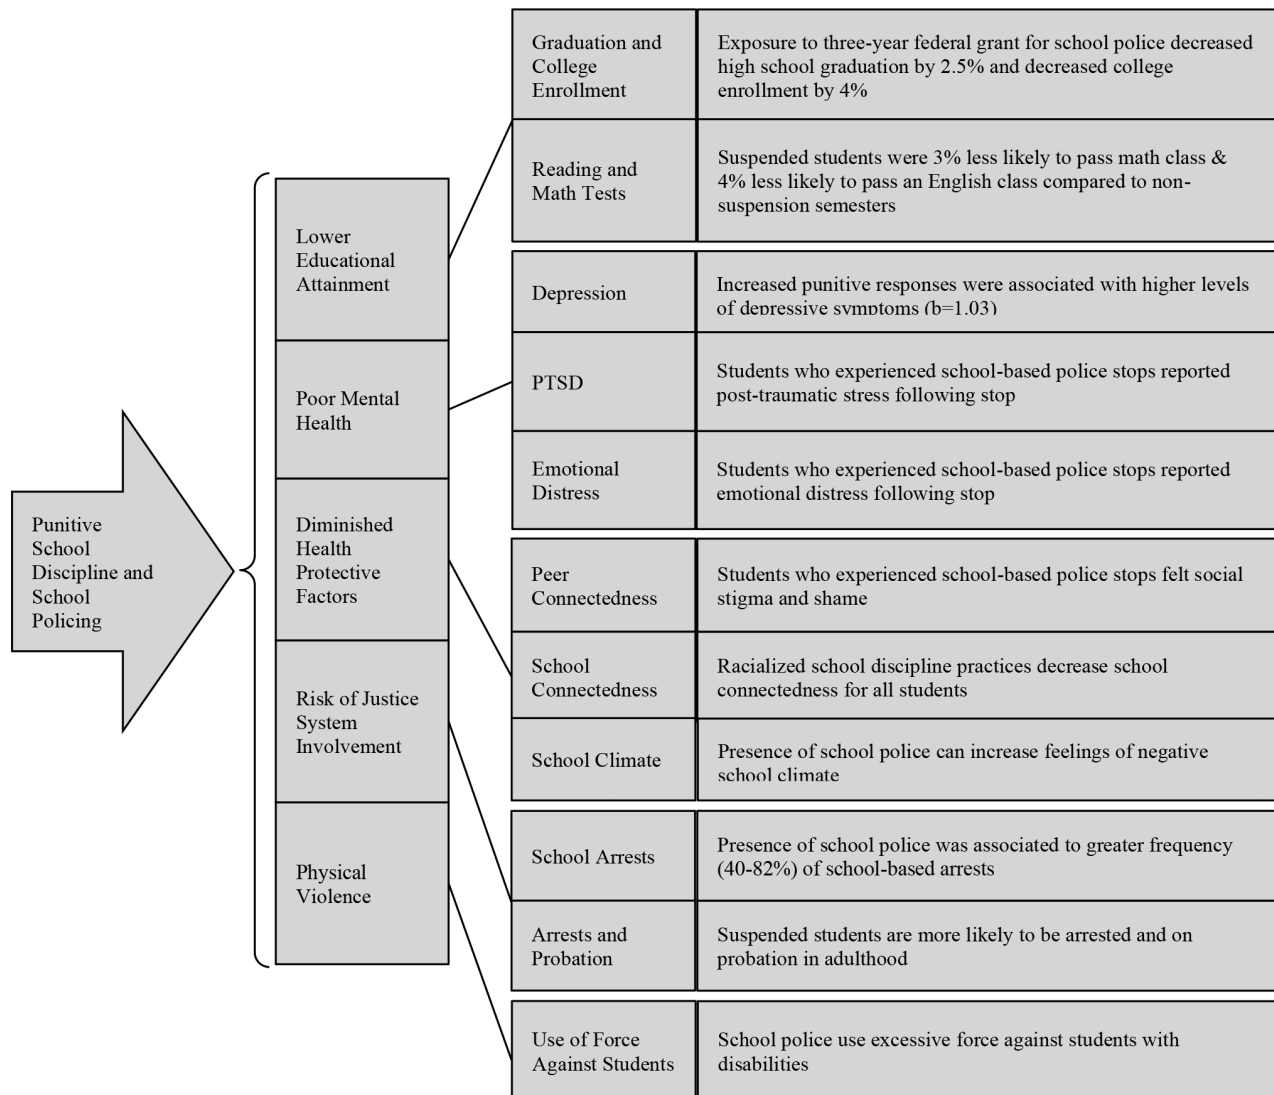 Punitive
School
Discipline and
School
Policing
Lower
Educational
Attainment
Poor Mental
Health
Diminished
Health
Protective
Factors
Risk of Justice
System
Involvement
Physical
Violence
Graduation and
College
Enrollment
Exposure to three-year federal grant for school police decreased
high school graduation by 2.5% and decreased college
enrollment by 4%
Reading and
Math Tests
Suspended students were 3% less likely to pass math class &
4% less likely to pass an English class compared to non-
suspension semesters
Depression
Increased punitive responses were associated with higher levels
of depressive symptoms (b=1.03)
PTSD
Students who experienced school-based police stops reported
post-traumatic stress following stop
Emotional
Distress
Students who experienced school-based police stops reported
emotional distress following stop
Peer
Connectedness
Students who experienced school-based police stops felt social
stigma and shame
School
Connectedness
Racialized school discipline practices decrease school
connectedness for all students
School Climate
Presence of school police can increase feelings of negative
school climate
School Arrests
Presence of school police was associated to greater frequency
(40-82%) of school-based arrests
Arrests and
Probation
Suspended students are more likely to be arrested and on
probation in adulthood
Use of Force
Against Students
School police use excessive force against students with
disabilities